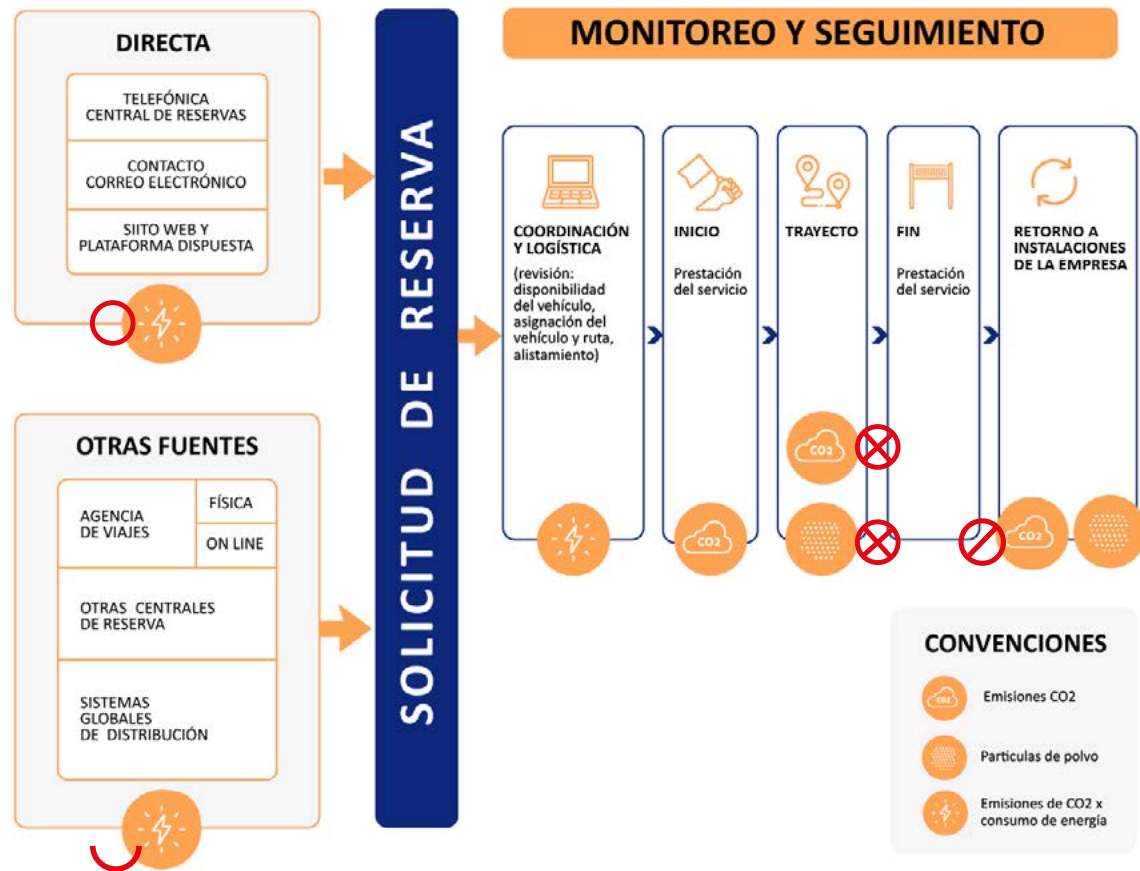 DIRECTA
TELEFÓNICA
CENTRAL DE RESERVAS
CONTACTO
CORREO ELECTRÓNICO
SIITO WEB Y
PLATAFORMA DISPUESTA
OTRAS FUENTES
AGENCIA
DE VIAJES
FÍSICA
ON LINE
OTRAS CENTRALES
DE RESERVA
SISTEMAS
GLOBALES
DE DISTRIBUCIÓN
SOLICITUD DE RESERVA
MONITOREO Y SEGUIMIENTO
COORDINACIÓN
Y LOGÍSTICA
(revisión:
disponibilidad
del vehículo,
asignación del
vehículo y ruta,
alistamiento)
INICIO
Prestación
del servicio
CO2
TRAYECTO
CO2
FIN
Prestación
del servicio
RETORNO A
INSTALACIONES
DE LA EMPRESA
CO2
CONVENCIONES
CO2
Emisiones CO2
Particulas de polvo
Emisiones de CO2 x
consumo de energía